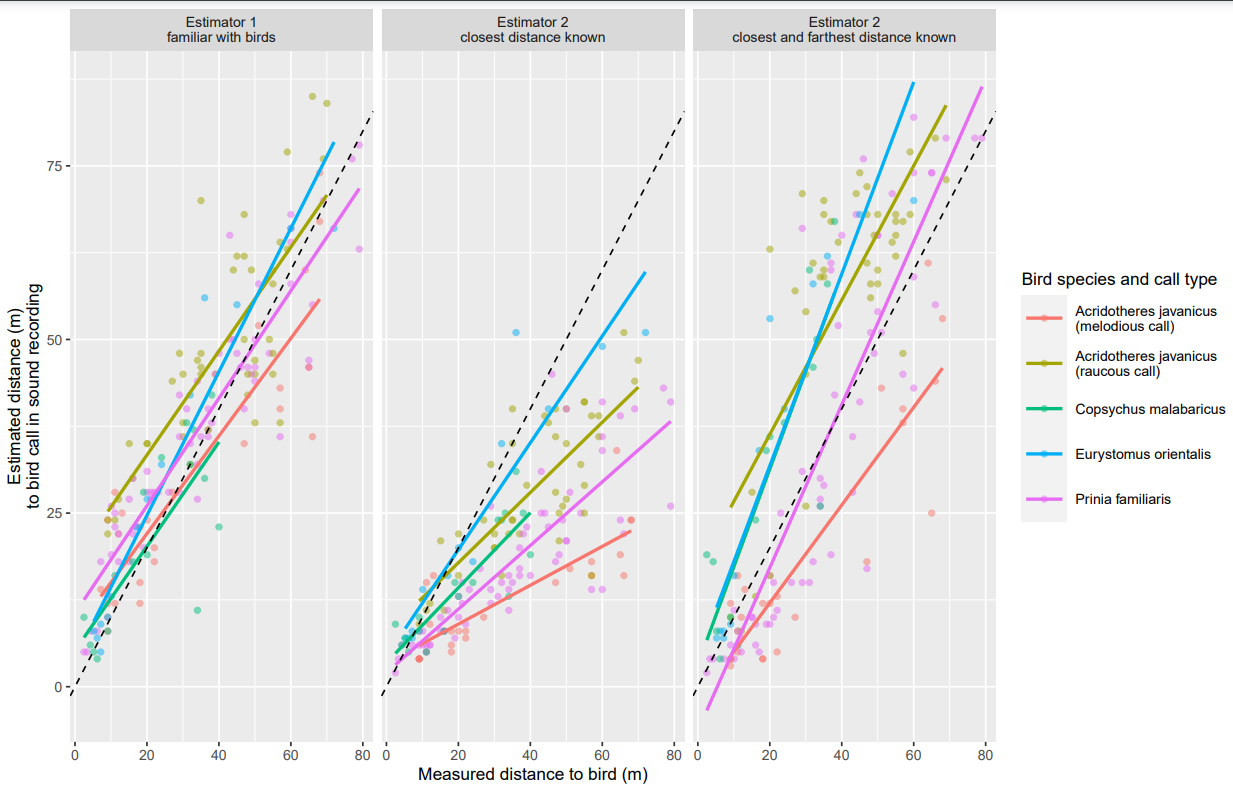 Estimator 1
familiar with birds
Estimator 2
closest distance known
Estimator 2
closest and farthest distance known
Estimated distance (m)
to bird call in sound recording
75
50
25
0
0 20 40 60 80
0 20 40 60 80
0 20 40 60 80
Measured distance to bird (m)
Bird species and call type
Acridotheres javanicus
(melodious call)
Acridotheres javanicus
(raucous call)
Copsychus malabaricus
Eurystomus orientalis
Prinia familiaris